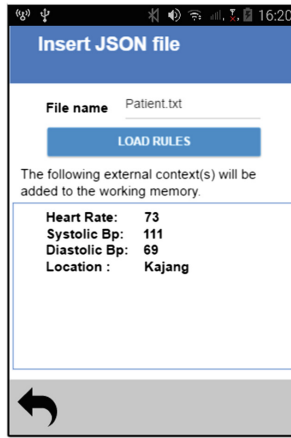 16:20
Insert JSON file
File name Patient.txt
LOAD RULES
The following external context(s) will be
added to the working memory.
Heart Rate: 73
Systolic Bp: 111
Diastolic Bp: 69
Location : Kajang